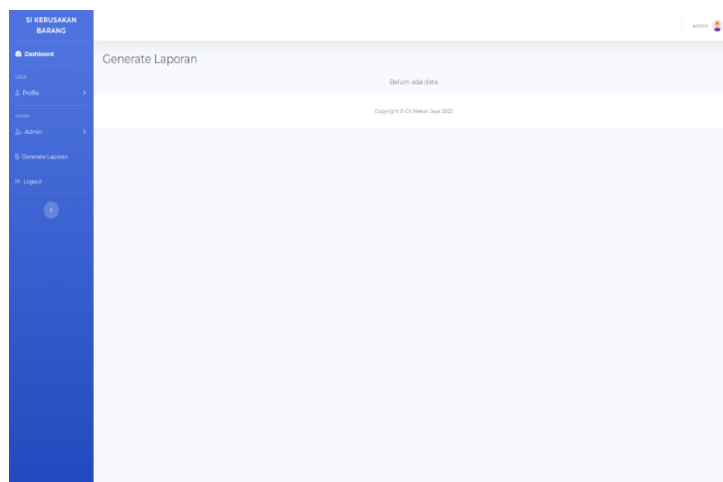 SI KERUSAKAN
BARANG
Dashboard
USER
Profile
ADMIN
Admin
Generate Laporan
Logout
admin
Generate Laporan
Belum ada data
Copyright © CV Mekar Jaya 2023